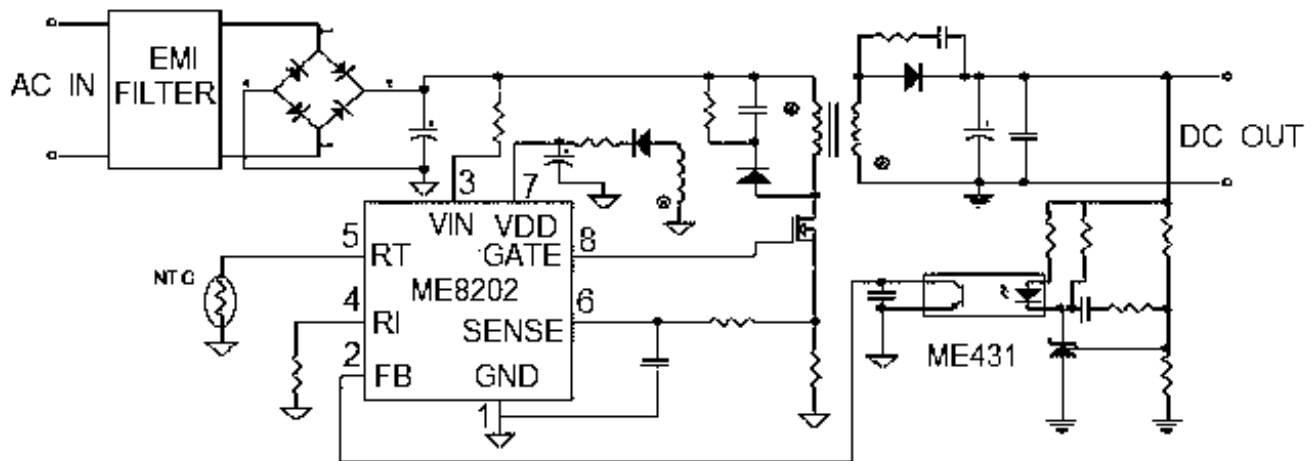 AC IN
EMI
FILTER
DC OUT
3
7
VIN
VDD
5
RT
GATE
8
NTC
ME8202
4
RI
SENSE
6
2
FB
GND
1
ME431